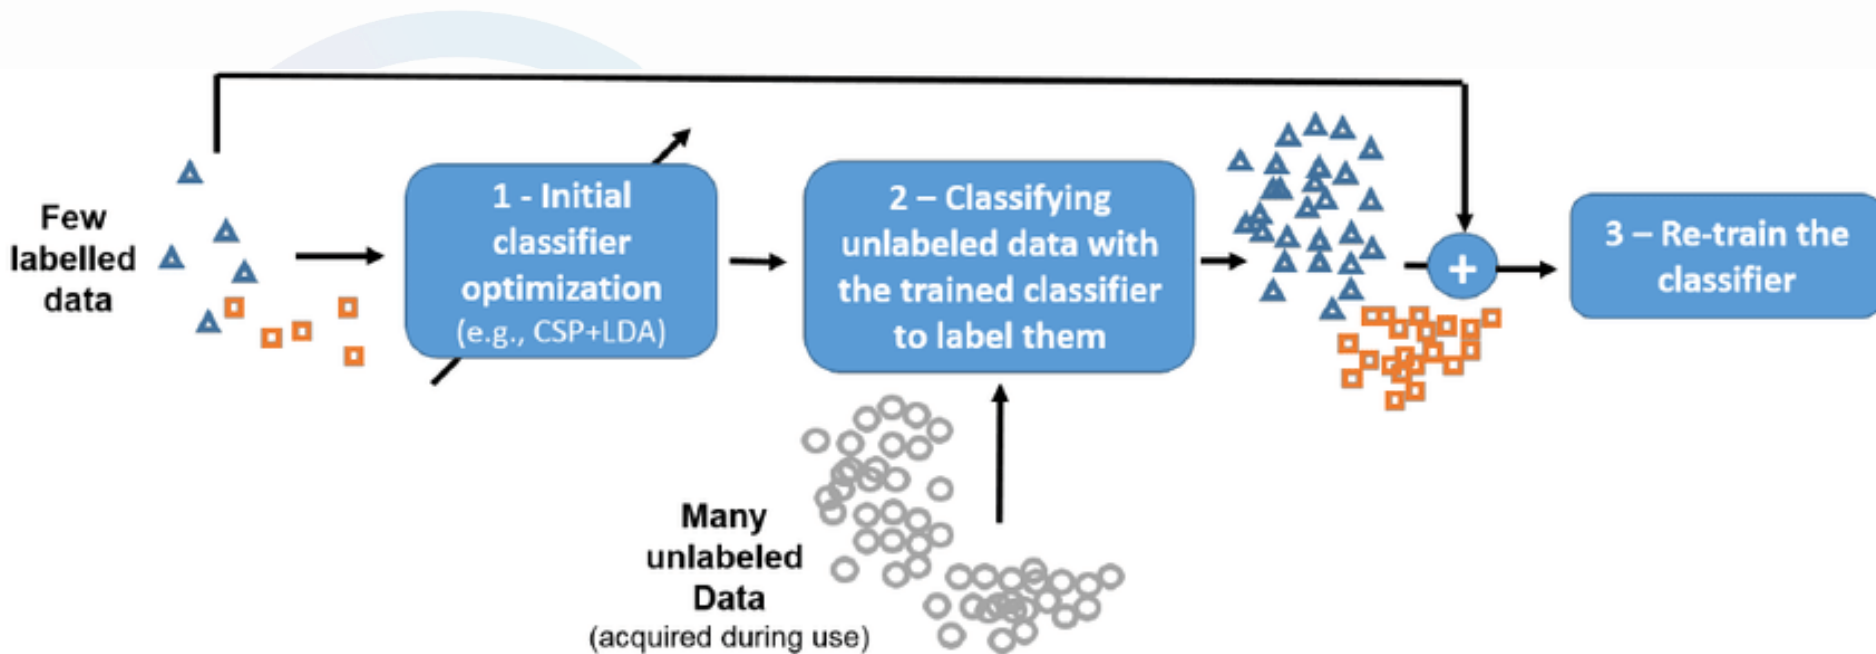 Few
labelled
data
1 - Initial
classifier
optimization
(e.g., CSP+LDA)
2 – Classifying
unlabeled data with
the trained classifier
to label them
+
3 – Re-train the
classifier
Many
unlabeled
Data
(acquired during use)